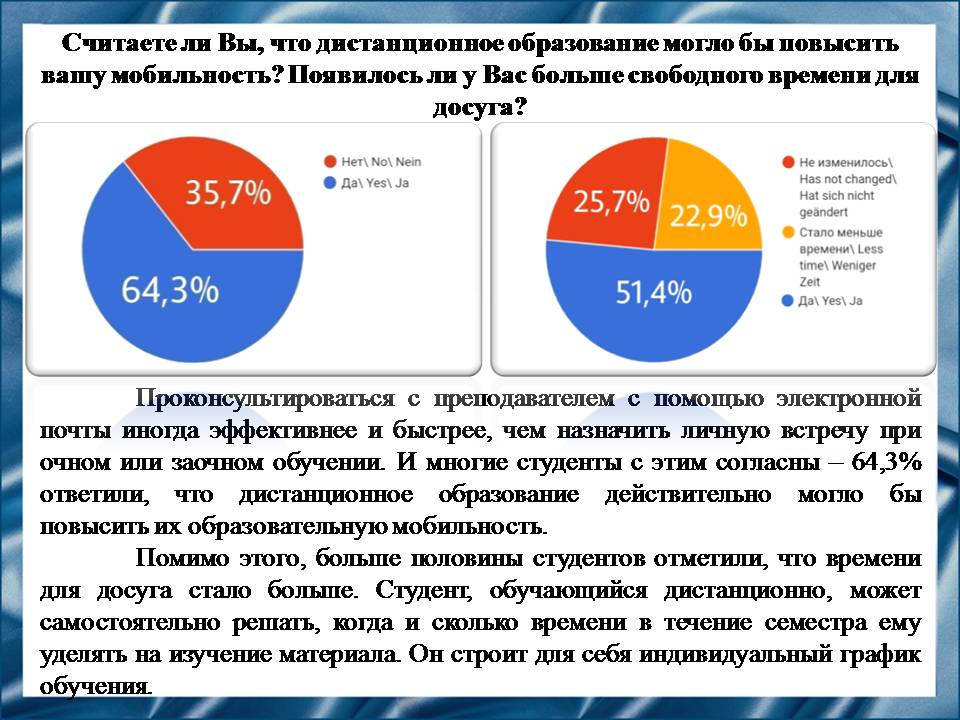 Считаете ли Вы, что дистанционное образование могло бы повысить
вашу мобильность? Появилось ли у Вас больше свободного времени для
досуга?
35,7%
64,3%
Нет\ No\ Nein
Да\ Yes\ Ja
25,7%
22,9%
51,4%
Не изменилось\
Has not changed\
Hat sich nicht
geändert
Стало меньше
времени\ Less
time\ Weniger
Zeit
Да\ Yes\ Ja
Проконсультироваться с преподавателем с помощью электронной
почты иногда эффективнее и быстрее, чем назначить личную встречу при
очном или заочном обучении. И многие студенты с этим согласны – 64,3%
ответили, что дистанционное образование действительно могло бы
повысить их образовательную мобильность.
Помимо этого, больше половины студентов отметили, что времени
для досуга стало больше. Студент, обучающийся дистанционно, может
самостоятельно решать, когда и сколько времени в течение семестра ему
уделять на изучение материала. Он строит для себя индивидуальный график
обучения.